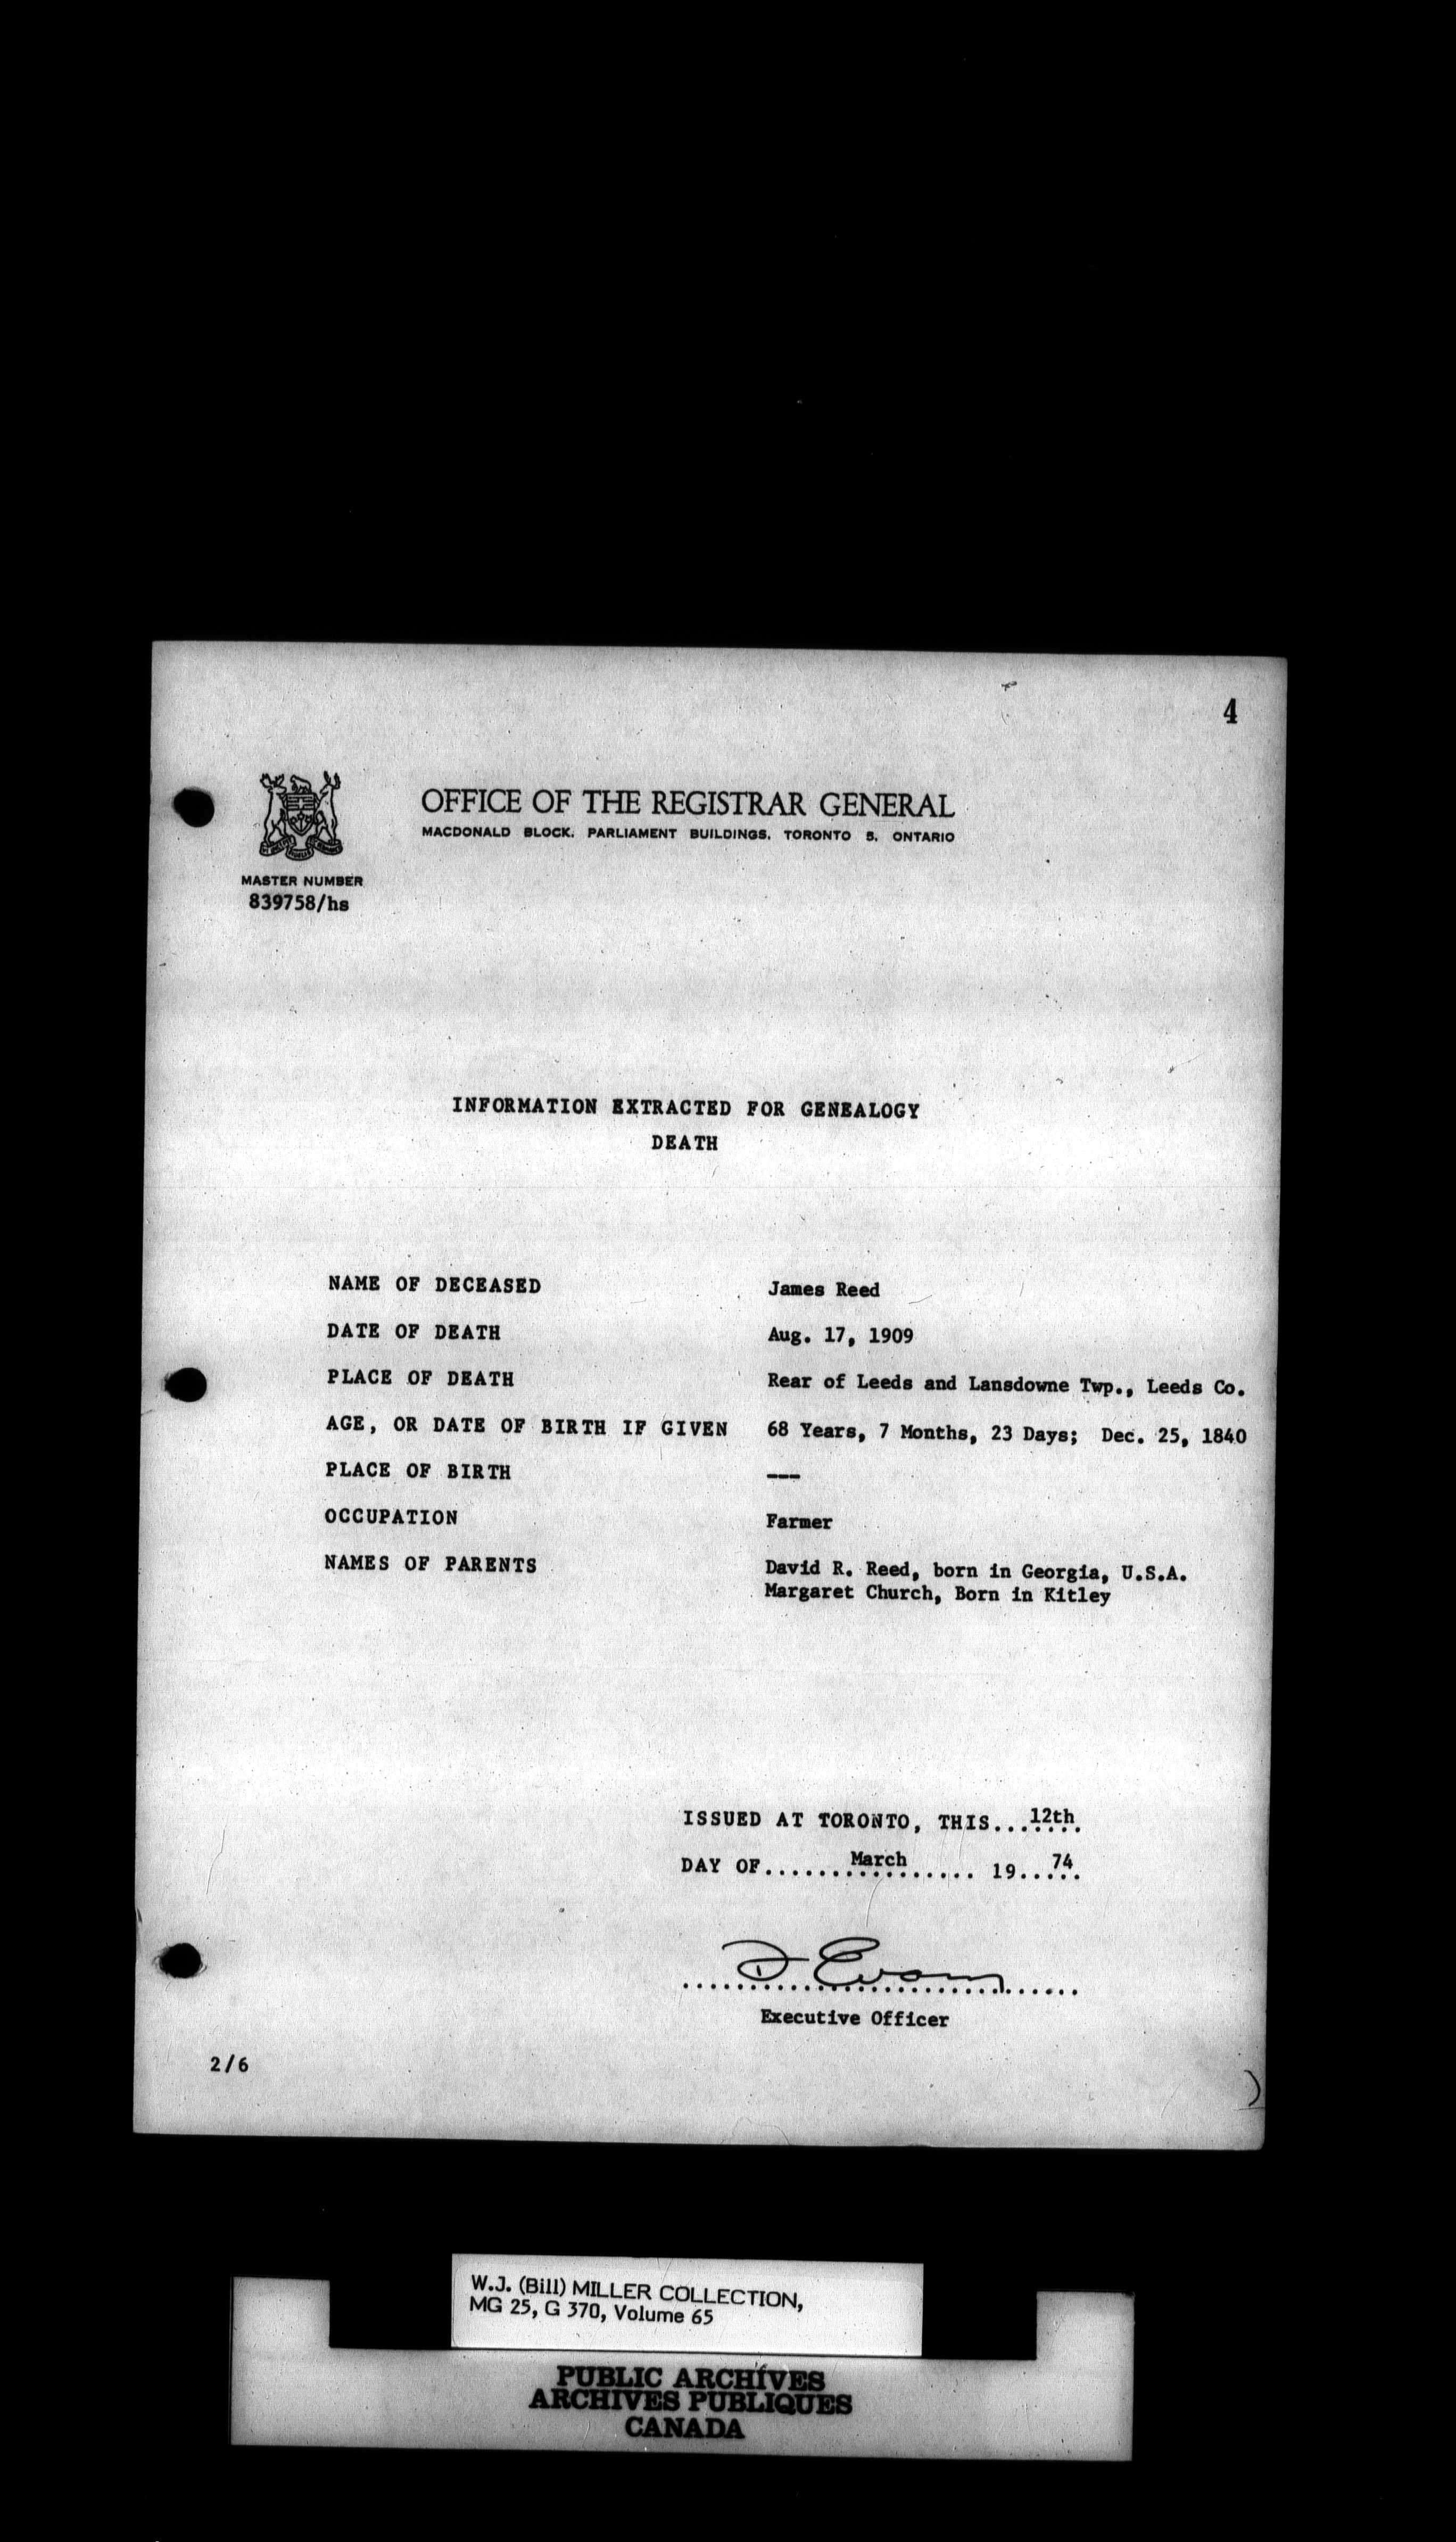 4
OFFICE OF THE REGISTRAR GENERAL
MACDONALD BLOCK, PARLIAMENT BUILDINGS, TORONTO 5, ONTARIO
MASTER NUMBER
839758/hs
INFORMATION EXTRACTED FOR GENEALOGY
DEATH
NAME OF DECEASED James Reed
DATE OF DEATH Aug. 17, 1909
PLACE OF DEATH Rear of Leeds and Lansdowne Twp., Leeds Co.
AGE, OR DATE OF BIRTH IF GIVEN 68 Years, 7 Months, 23 Days; Dec. 25, 1840
PLACE OF BIRTH ---
OCCUPATION Farmer
NAMES OF PARENTS David R. Reed, born in Georgia, U.S.A.
Margaret Church, Born in Kitley
ISSUED AT TORONTO, THIS...12th.
DAY OF.......March....... 19...74.
D Evans
Executive Officer
2/6
W.J. (Bill) MILLER COLLECTION,
MG 25, G 370, Volume 65
PUBLIC ARCHIVES
ARCHIVES PUBLIQUES
CANADA